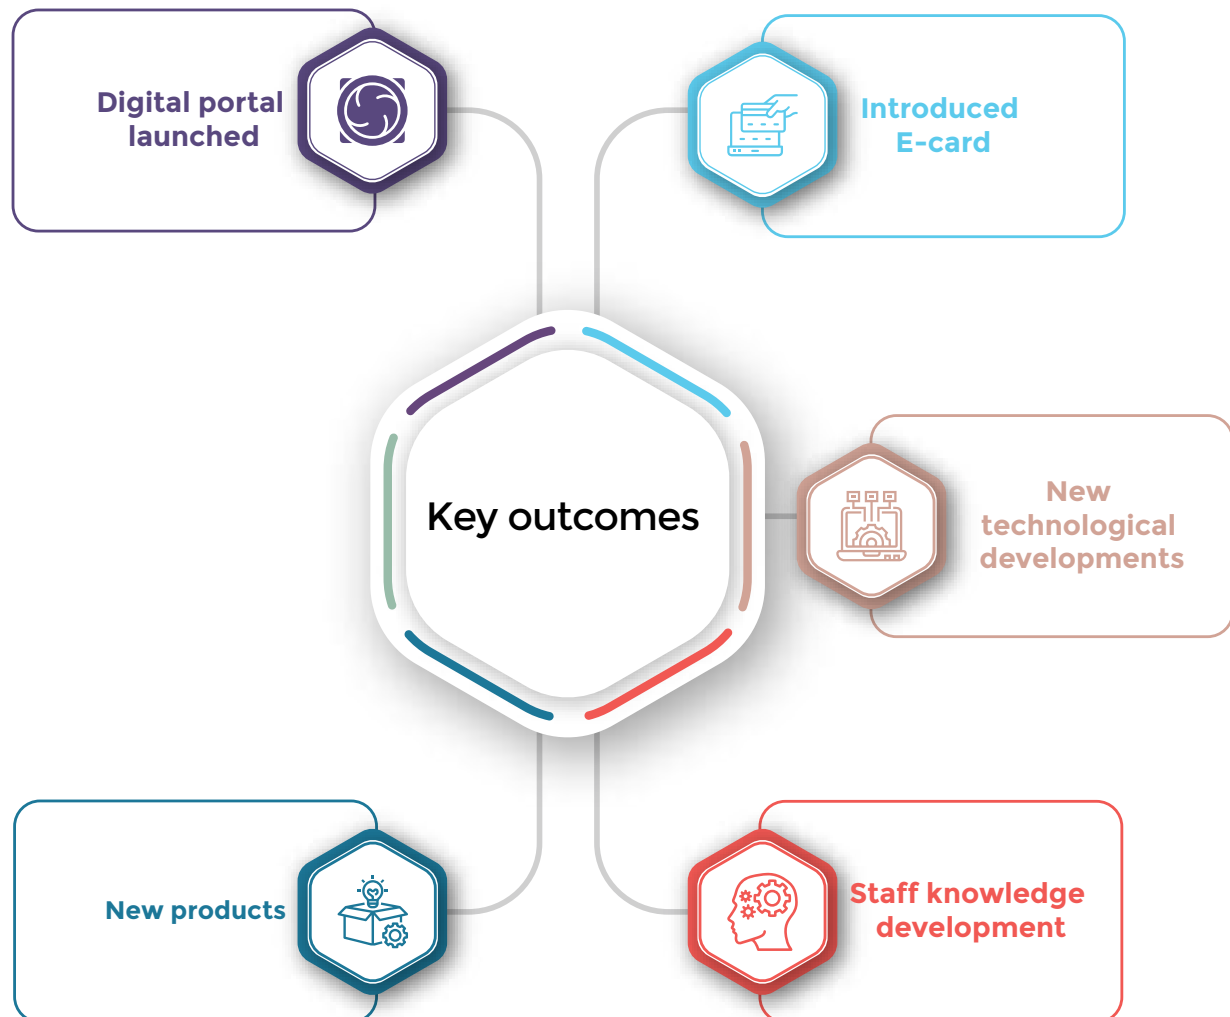 Digital portal
launched
Introduced
E-card
Key outcomes
New
technological
developments
New products
Staff knowledge
development